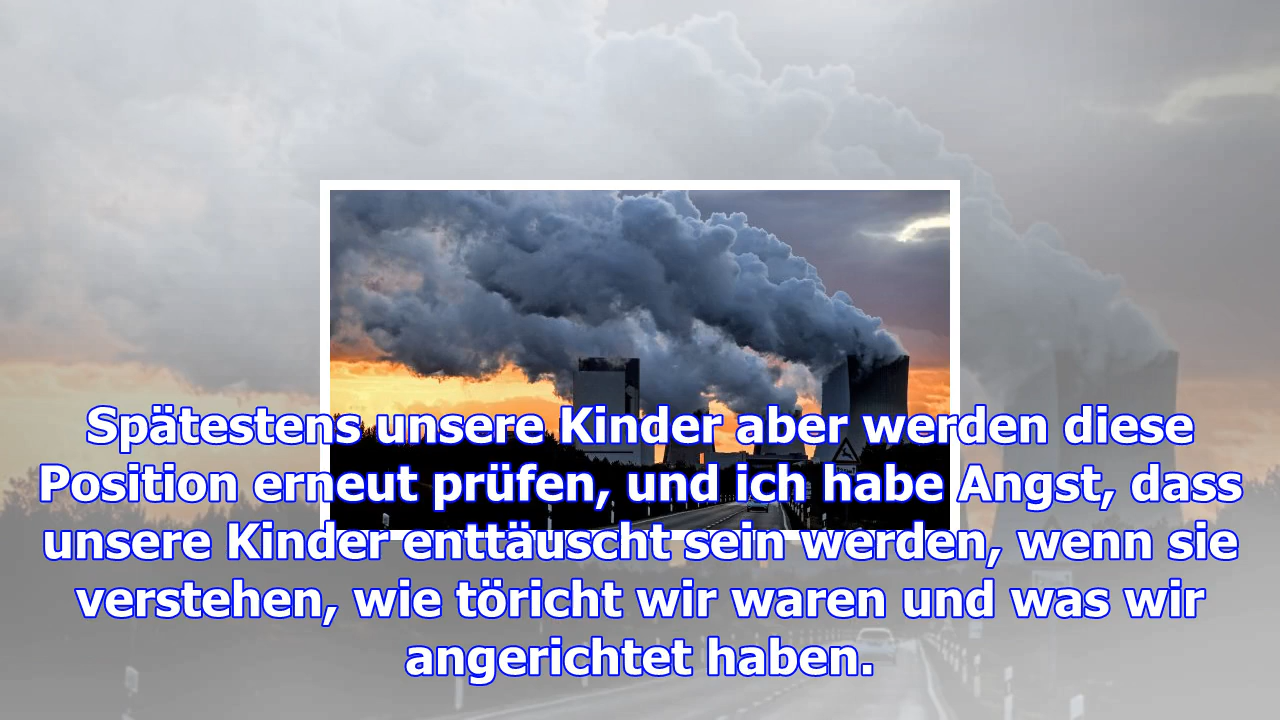 Spätestens unsere Kinder aber werden diese
Position erneut prüfen, und ich habe Angst, dass
unsere Kinder enttäuscht sein werden, wenn sie
verstehen, wie töricht wir waren und was wir
angerichtet haben.